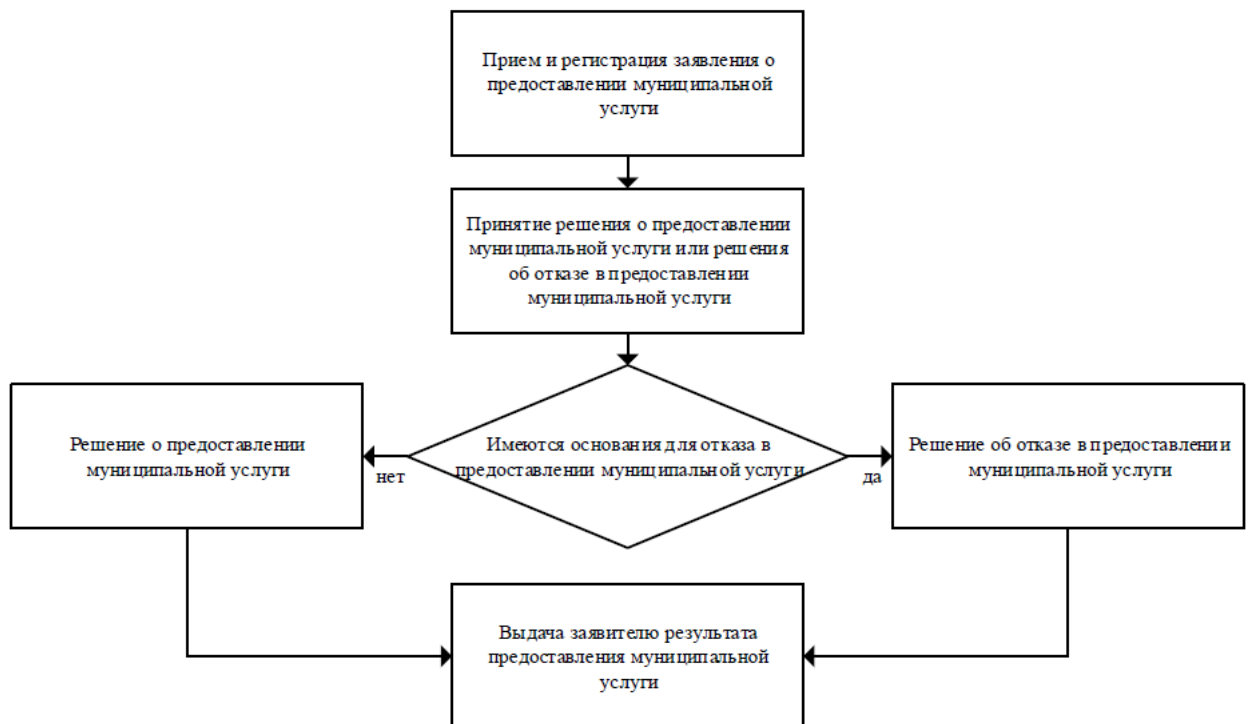 Прием и регистрация заявления о
предоставлении муниципальной
услуги
Принятие решения о предоставлении
муниципальной услуги или решения
об отказе в предоставлении
муниципальной услуги
Решение о предоставлении
муниципальной услуги
нет
Имеются основания для отказа в
предоставлении муниципальной услуги
да
Решение об отказе в предоставлении
муниципальной услуги
Выдача заявителю результата
предоставления муниципальной
услуги